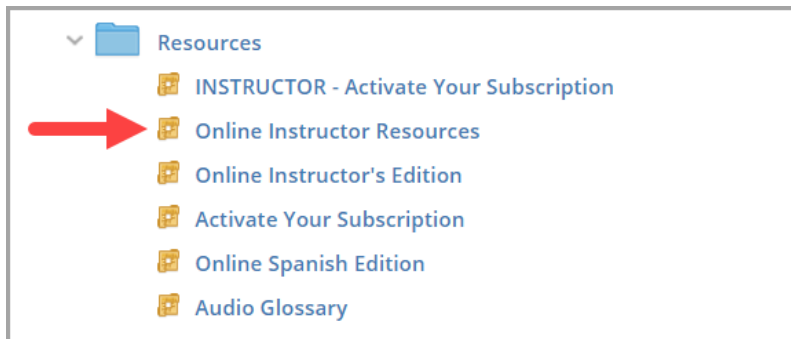 Resources
INSTRUCTOR - Activate Your Subscription
Online Instructor Resources
Online Instructor's Edition
Activate Your Subscription
Online Spanish Edition
Audio Glossary